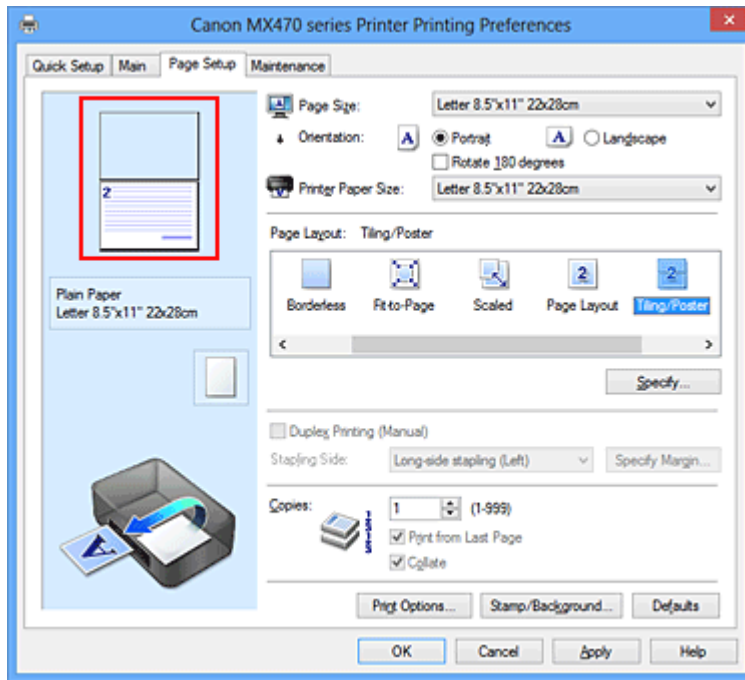 Canon MX470 series Printer Printing Preferences
Quick Setup Main Page Setup Maintenance
2
Plain Paper
Letter 8.5"x11" 22x28cm
A
Page Size: Letter 8.5"x11" 22x28cm
Orientation: A Portrait A Landscape
Rotate 180 degrees
Printer Paper Size: Letter 8.5"x11" 22x28cm
Page Layout: Tiling/Poster
2 2
Borderless Fit-to-Page Scaled Page Layout Tiling/Poster
Specify...
Duplex Printing (Manual)
Stapling Side: Long-side stapling (Left) Specify Margin...
Copies: 1 (1-999)
Print from Last Page
Collate
Print Options... Stamp/Background... Defaults
OK Cancel Apply Help